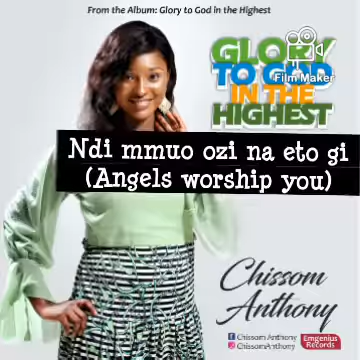 From the Album: Glory to God in the Highest
GLORY
TO GOD
Film Maker
IN THE
HIGHEST
Ndi mmuo ozi na eto gi
(Angels worship you)
Chissom
Anthony
Chissom Anthony
ChissomAnthony
Emgenius
Records